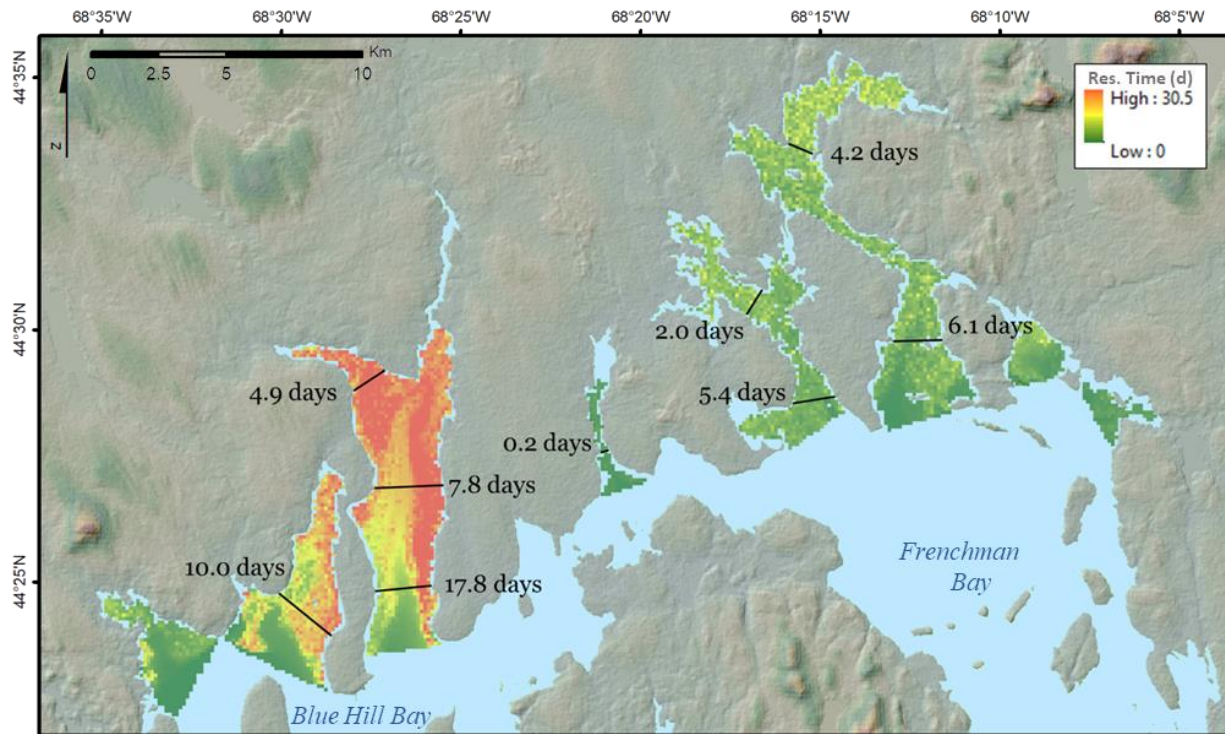 68°35'W 68°30'W 68°25'W 68°20'W 68°15'W 68°10'W 68°5'W
44°35'N
44°30'N
44°25'N
Km
0 2.5 5 10
N
Res. Time (d)
High : 30.5
Low : 0
4.2 days
2.0 days
6.1 days
4.9 days
5.4 days
0.2 days
7.8 days
10.0 days
17.8 days
Frenchman
Bay
Blue Hill Bay